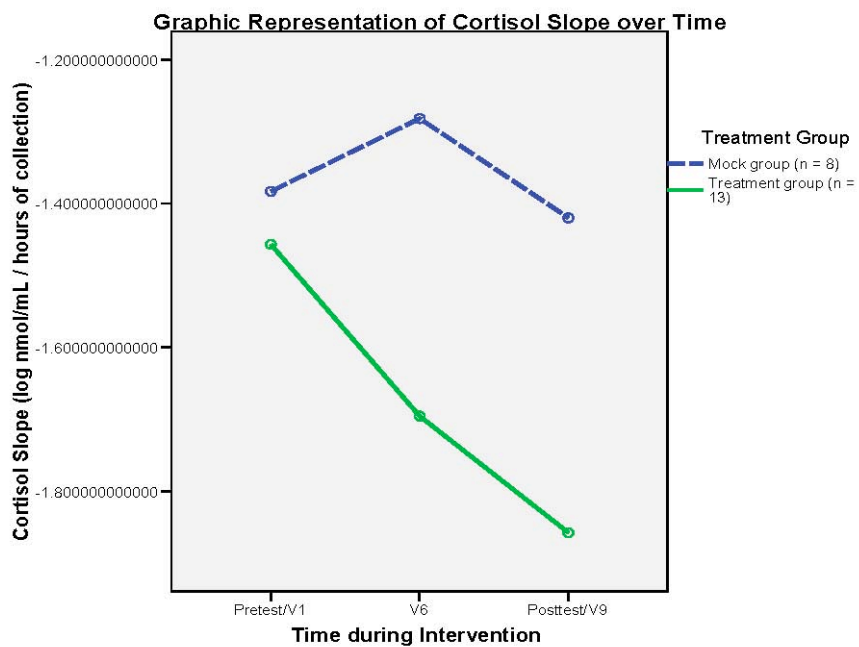 Graphic Representation of Cortisol Slope over Time
Cortisol Slope (log nmol/mL / hours of collection)
-1.200000000000
-1.400000000000
-1.600000000000
-1.800000000000
Pretest/V1
V6
Posttest/V9
Time during Intervention
Treatment Group
Mock group (n = 8)
Treatment group (n =
13)